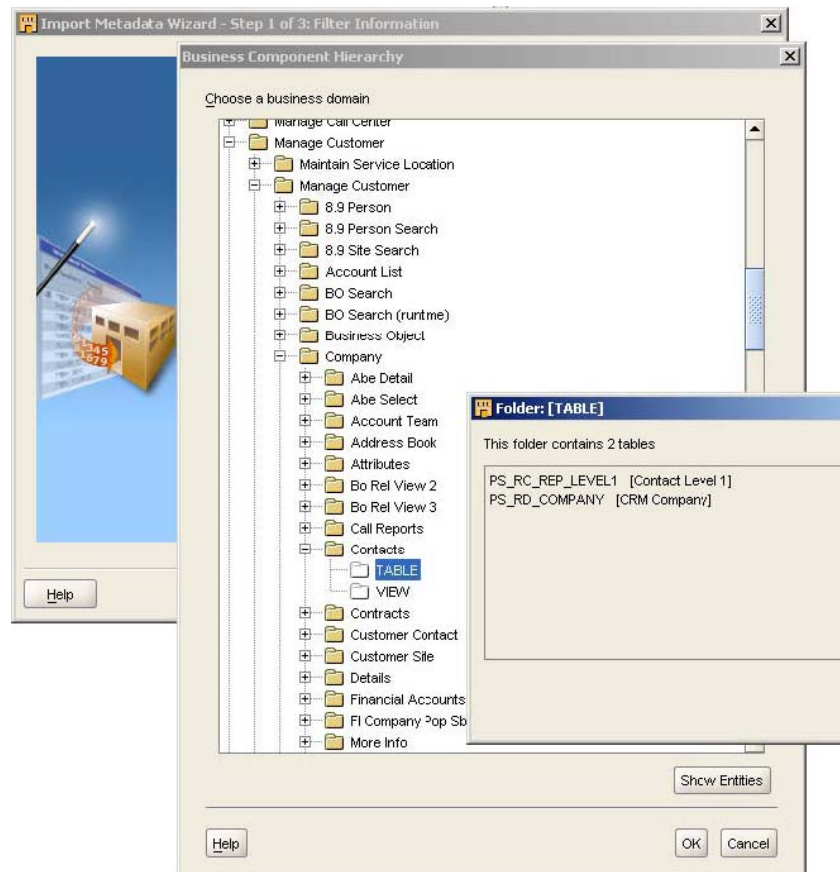 Import Metadata Wizard - Step 1 of 3: Filter Information
Business Component Hierarchy
Choose a business domain
Manage Call Center
Manage Customer
Maintain Service Location
Manage Customer
8.9 Person
8.9 Person Search
8.9 Site Search
Account List
BO Search
BO Search (runtime)
Business Object
Company
Abe Detail
Abe Select
Account Team
Address Book
Attributes
Bo Rel View 2
Bo Rel View 3
Call Reports
Contacts
TABLE
VIEW
Contracts
Customer Contact
Customer Site
Details
Financial Accounts
FI Company Pop Sb
More Info
Folder: [TABLE]
This folder contains 2 tables
PS_RC_REP_LEVEL1 [Contact Level 1]
PS_RD_COMPANY [CRM Company]
Show Entities
Help
Help
OK
Cancel